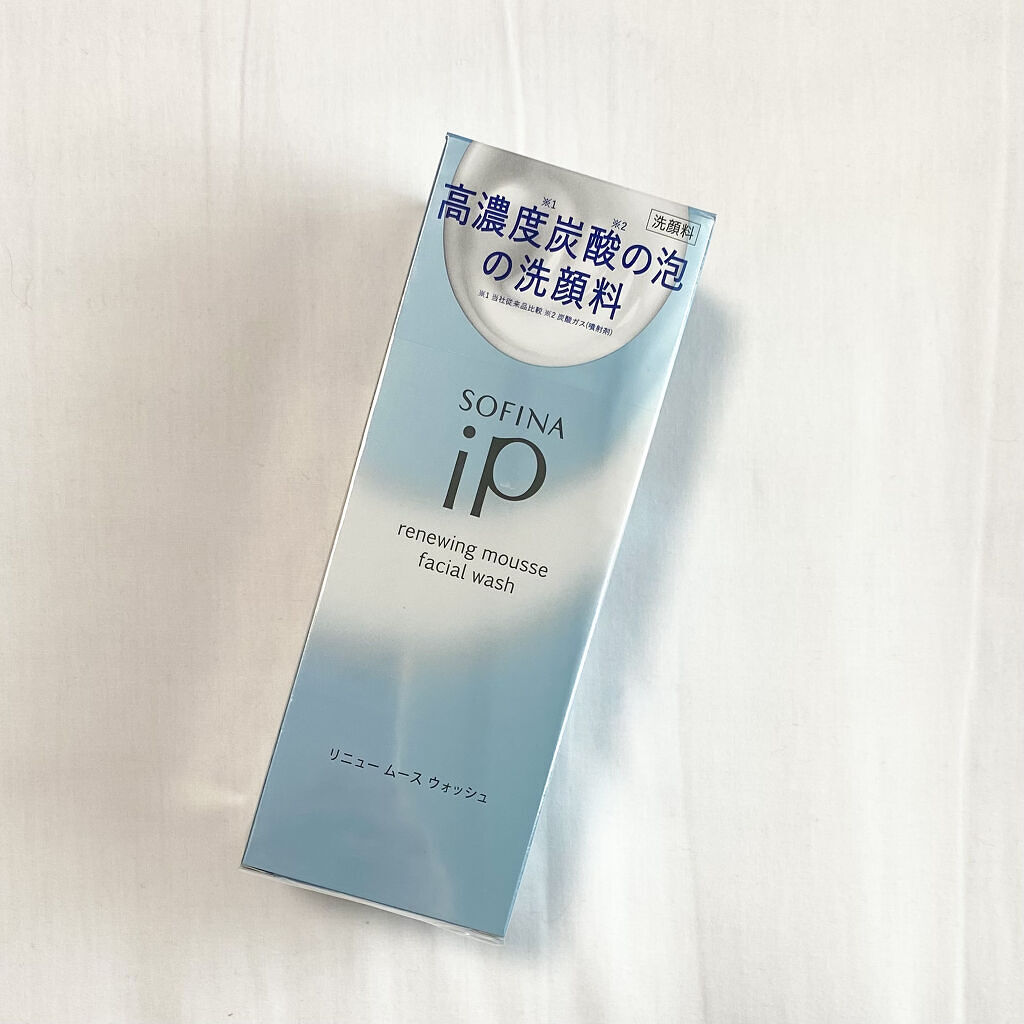 高濃度※1炭酸※2の泡
の洗顔料
洗顔料
※1 当社従来品比較 ※2 炭酸ガス(噴射剤)
SOFINA
iP
renewing mousse
facial wash
リニュー ムース ウォッシュ